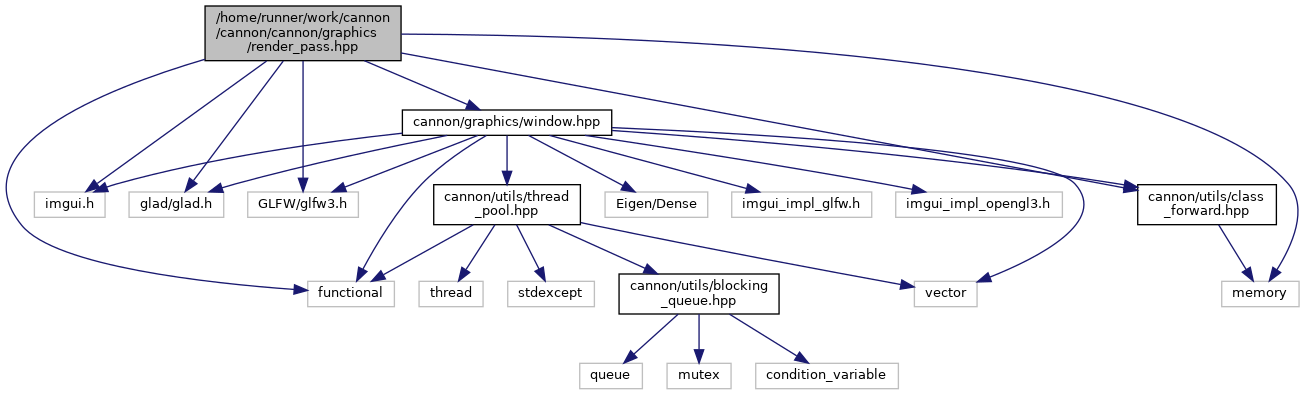 /home/runner/work/cannon
/cannon/cannon/graphics
/render_pass.hpp
cannon/graphics/window.hpp
imgui.h
glad/glad.h
GLFW/glfw3.h
cannon/utils/thread
_pool.hpp
Eigen/Dense
imgui_impl_glfw.h
imgui_impl_opengl3.h
cannon/utils/class
_forward.hpp
functional
thread
stdexcept
cannon/utils/blocking
_queue.hpp
vector
memory
queue
mutex
condition_variable